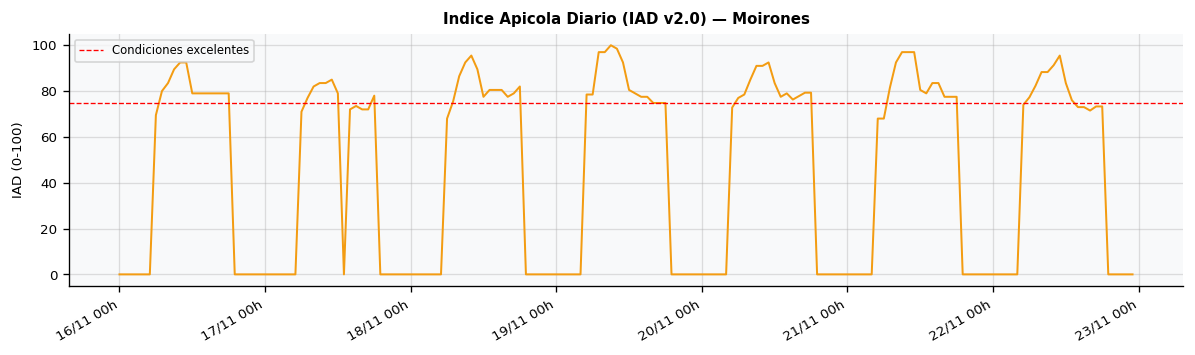 Indice Apicola Diario (IAD v2.0) — Moirones
Condiciones excelentes
IAD (0-100)
100
80
60
40
20
0
16/11 00h
17/11 00h
18/11 00h
19/11 00h
20/11 00h
21/11 00h
22/11 00h
23/11 00h